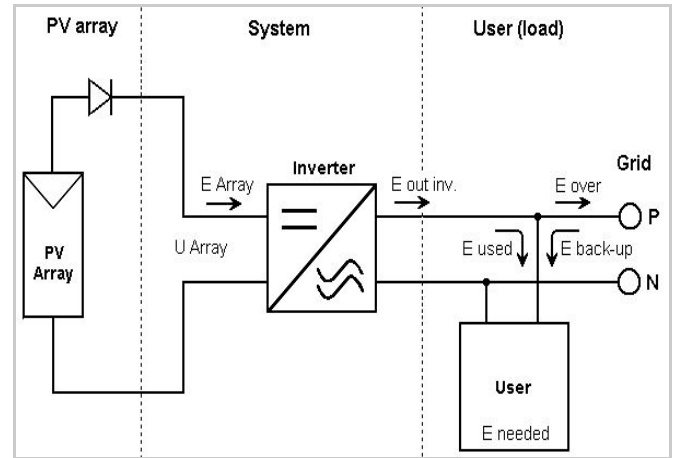 PV array
System
User (load)
Inverter
Grid
E Array
E out inv.
E over
P
U Array
E used
E back-up
PV
Array
N
User
E needed